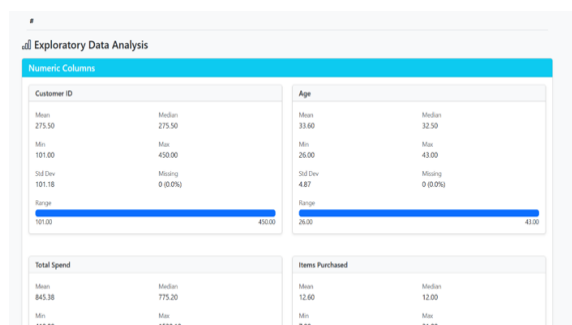 #
Exploratory Data Analysis
Numeric Columns
Customer ID
Mean Median
275.50 275.50
Min Max
101.00 450.00
Std Dev Missing
101.18 0 (0.0%)
Range
101.00 450.00
Age
Mean Median
33.60 32.50
Min Max
26.00 43.00
Std Dev Missing
4.87 0 (0.0%)
Range
26.00 43.00
Total Spend
Mean Median
845.38 775.20
Min Max
Items Purchased
Mean Median
12.60 12.00
Min Max